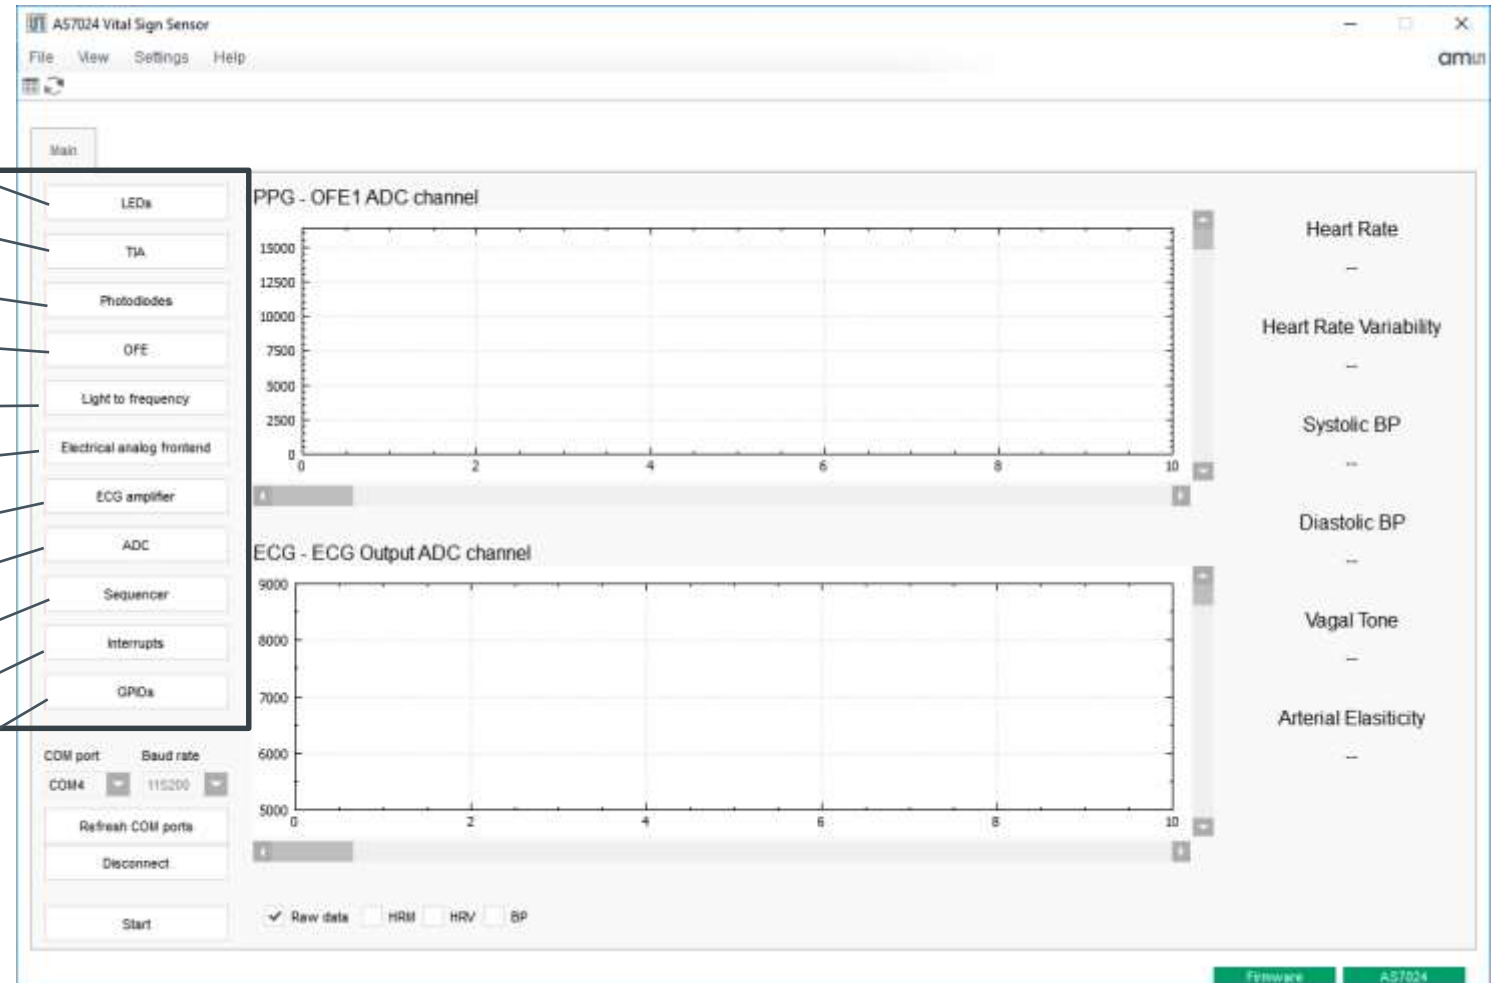 AS7024 Vital Sign Sensor
File View Settings Help
am
Main
LEDs
TIA
Photodiodes
OFE
Light to frequency
Electrical analog frontend
ECG amplifier
ADC
Sequencer
Interrupts
GPIOs
COM port Baud rate
COM4 115200
Refresh COM ports
Disconnect
Start
PPG - OFE1 ADC channel
15000
12500
10000
7500
5000
2500
0
0 2 4 6 8 10
ECG - ECG Output ADC channel
9000
8000
7000
6000
5000
0 2 4 6 8 10
Raw data HRM HRV BP
Heart Rate
--
Heart Rate Variability
--
Systolic BP
--
Diastolic BP
--
Vagal Tone
--
Arterial Elasiticity
--
Firmware AS7024